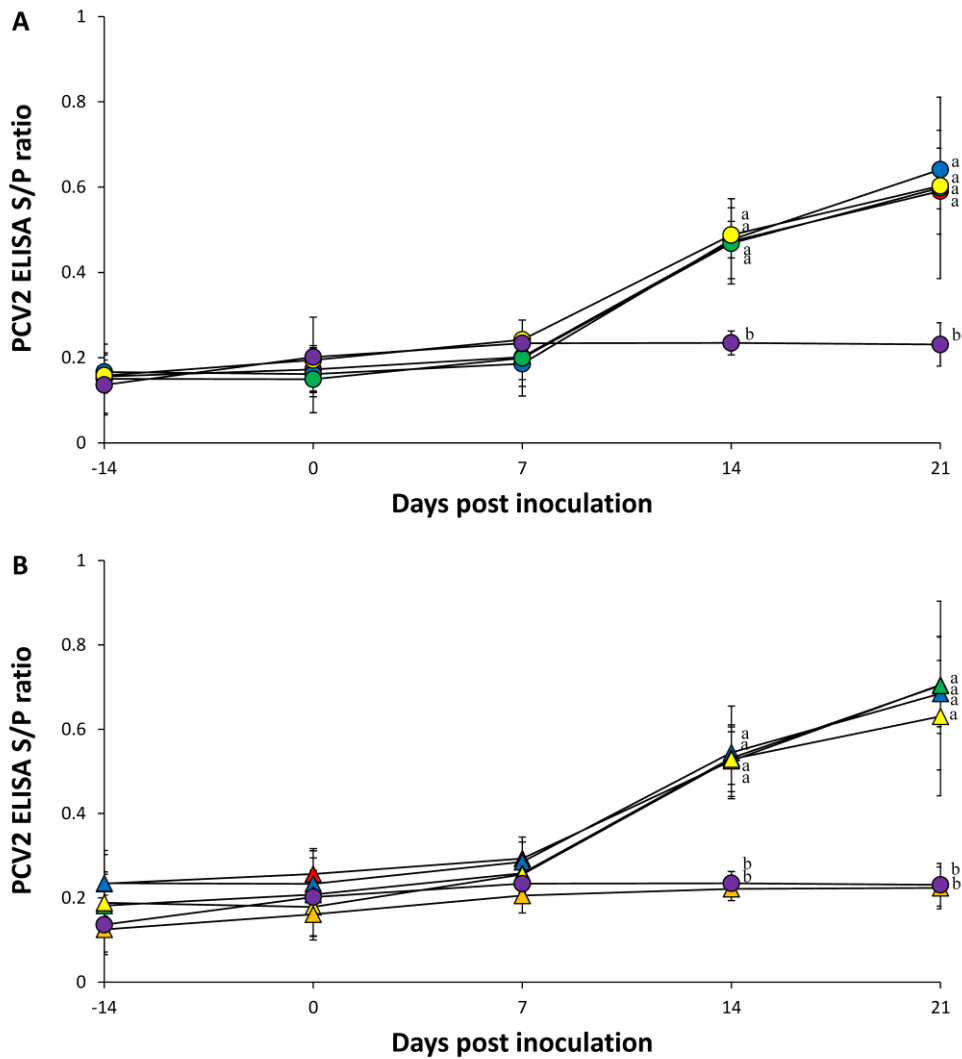 A
1
0.8
0.6
0.4
0.2
0
PCV2 ELISA S/P ratio
a
a
a
a
b
a
a
a
a
b
-14 0 7 14 21
Days post inoculation
B
1
0.8
0.6
0.4
0.2
0
PCV2 ELISA S/P ratio
a
a
a
a
b
b
a
a
a
a
b
b
-14 0 7 14 21
Days post inoculation